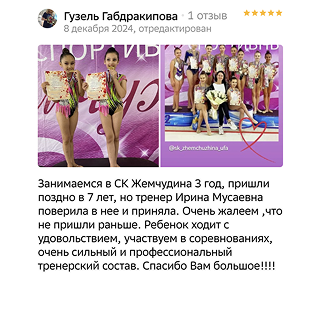 Гузель Габдракипова · 1 отзыв
8 декабря 2024, отредактирован
СПОРТИВН
@sk_zhemchuzhina_ufa
Занимаемся в СК Жемчудина 3 год, пришли
поздно в 7 лет, но тренер Ирина Мусаевна
поверила в нее и приняла. Очень жалеем ,что
не пришли раньше. Ребенок ходит с
удовольствием, участвуем в соревнованиях,
очень сильный и профессиональный
тренерский состав. Спасибо Вам большое!!!!